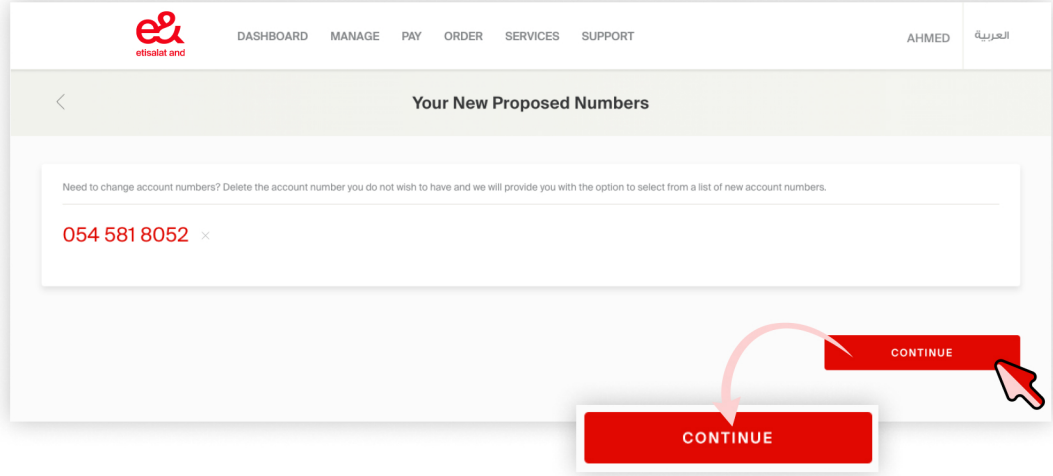 e&
etisalat and
DASHBOARD MANAGE PAY ORDER SERVICES SUPPORT AHMED العربية
Your New Proposed Numbers
Need to change account numbers? Delete the account number you do not wish to have and we will provide you with the option to select from a list of new account numbers.
054 581 8052 ×
CONTINUE
CONTINUE